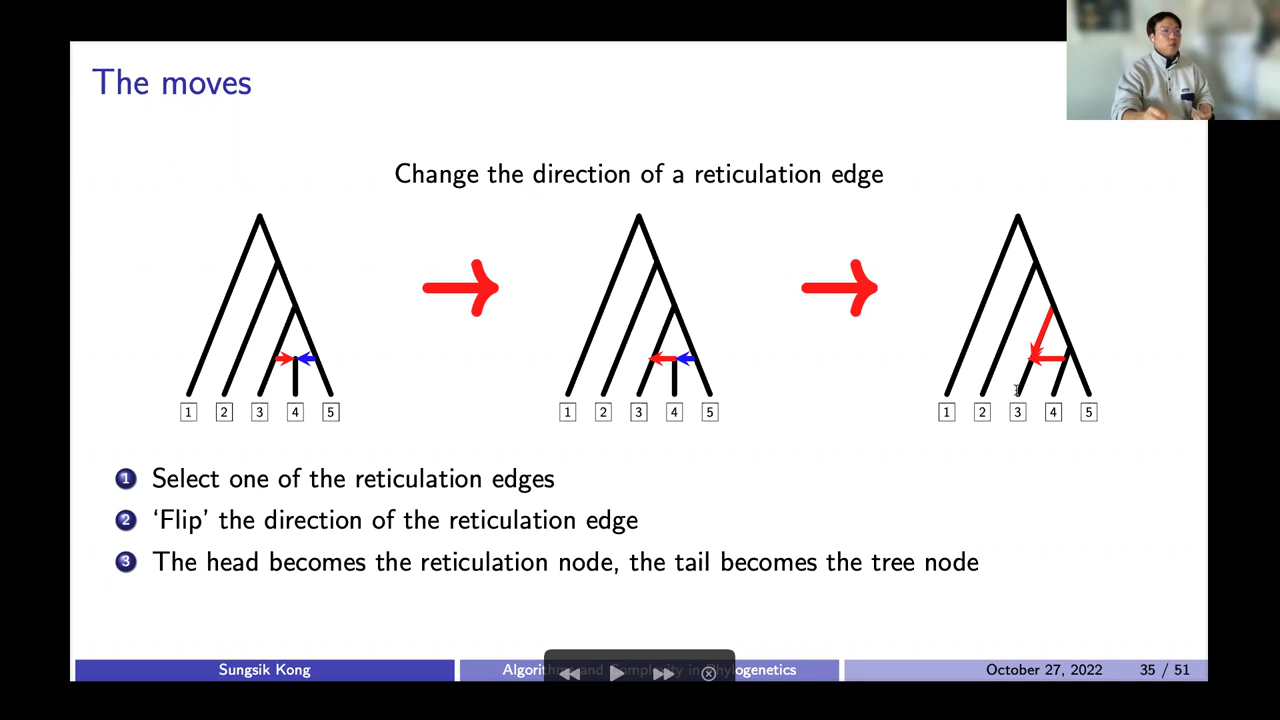 The moves
Change the direction of a reticulation edge
1 2 3 4 5
1 2 3 4 5
1 2 3 4 5
1 Select one of the reticulation edges
2 ‘Flip’ the direction of the reticulation edge
3 The head becomes the reticulation node, the tail becomes the tree node
Sungsik Kong
Algorithms and Complexity in Phylogenetics
October 27, 2022
35 / 51